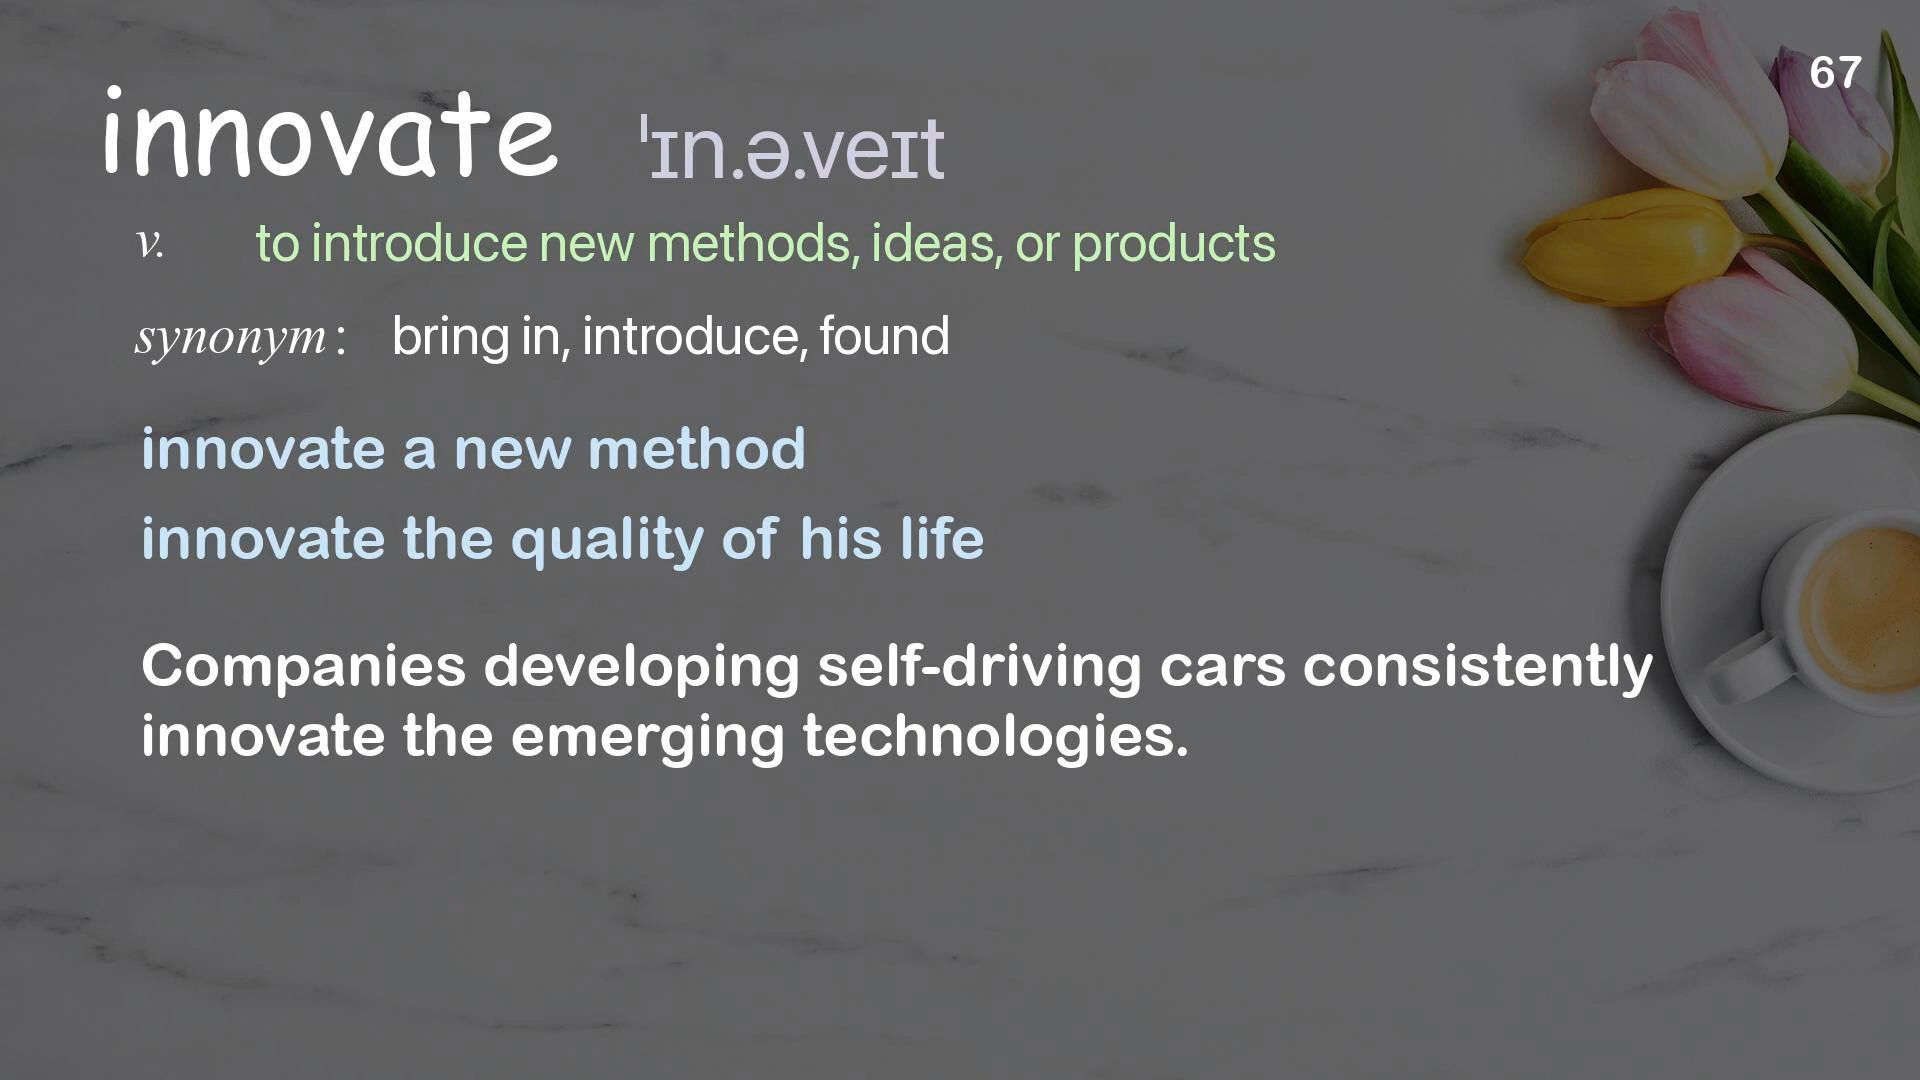 67
innovate ˈɪn.ə.veɪt
v. to introduce new methods, ideas, or products
synonym : bring in, introduce, found
innovate a new method
innovate the quality of his life
Companies developing self-driving cars consistently
innovate the emerging technologies.